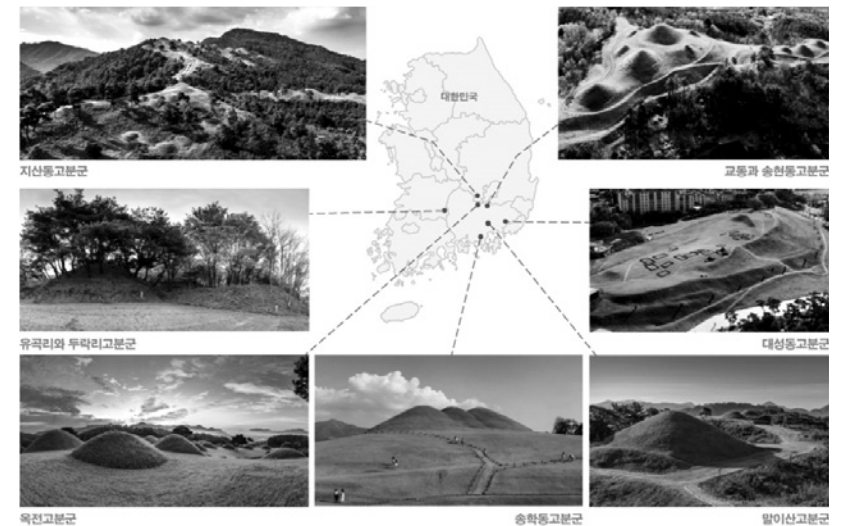 대한민국
지산동고분군
교동과 송현동고분군
유곡리와 두락리고분군
대성동고분군
옥전고분군
송학동고분군
말이산고분군